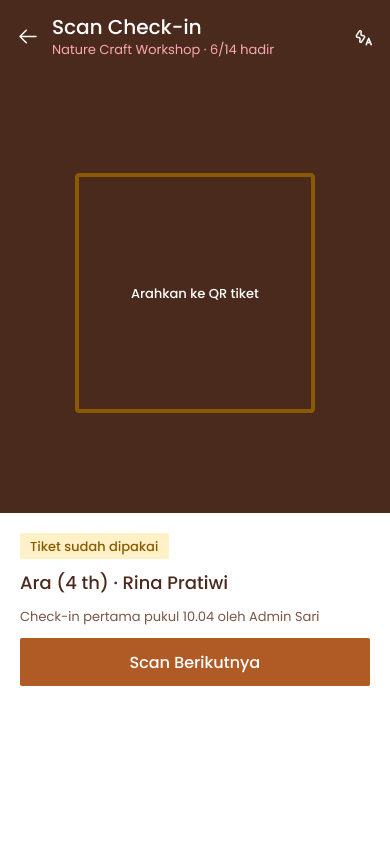 Scan Check-in
Nature Craft Workshop · 6/14 hadir
A
Arahkan ke QR tiket
Tiket sudah dipakai
Ara (4 th) · Rina Pratiwi
Check-in pertama pukul 10.04 oleh Admin Sari
Scan Berikutnya